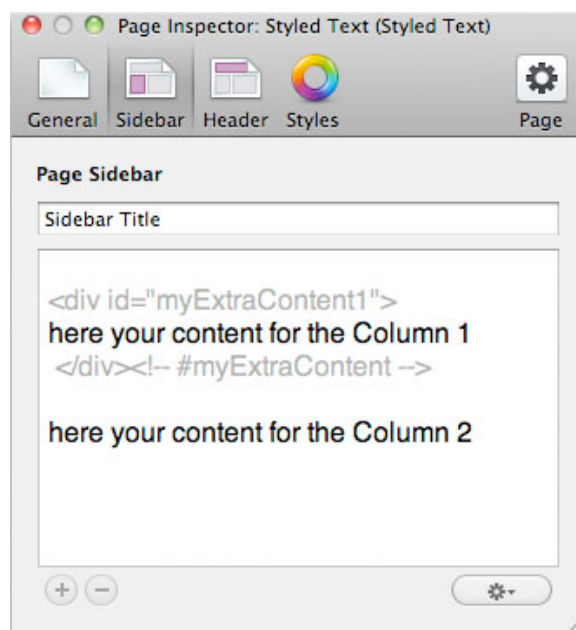 Page Inspector: Styled Text (Styled Text)
General Sidebar Header Styles Page
Page Sidebar
Sidebar Title
<div id="myExtraContent1">
here your content for the Column 1
</div><!-- #myExtraContent -->
here your content for the Column 2